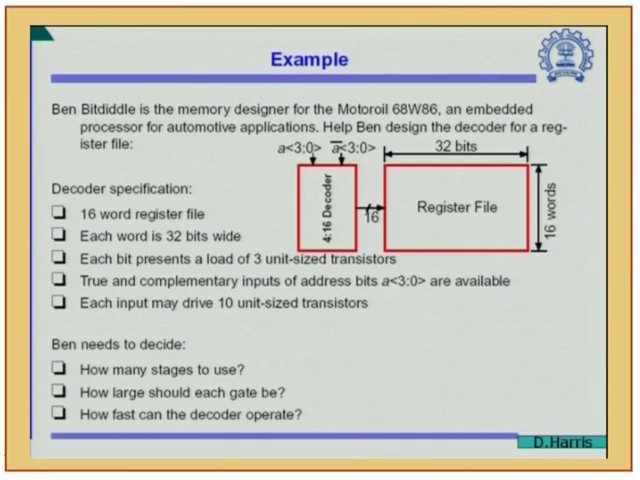 Example
Ben Bitdiddle is the memory designer for the Motoroil 68W86, an embedded
processor for automotive applications. Help Ben design the decoder for a reg-
ister file:
a<3:0> a<3:0>
32 bits
4:16 Decoder
16
Register File
16 words
Decoder specification:
16 word register file
Each word is 32 bits wide
Each bit presents a load of 3 unit-sized transistors
True and complementary inputs of address bits a<3:0> are available
Each input may drive 10 unit-sized transistors
Ben needs to decide:
How many stages to use?
How large should each gate be?
How fast can the decoder operate?
D.Harris